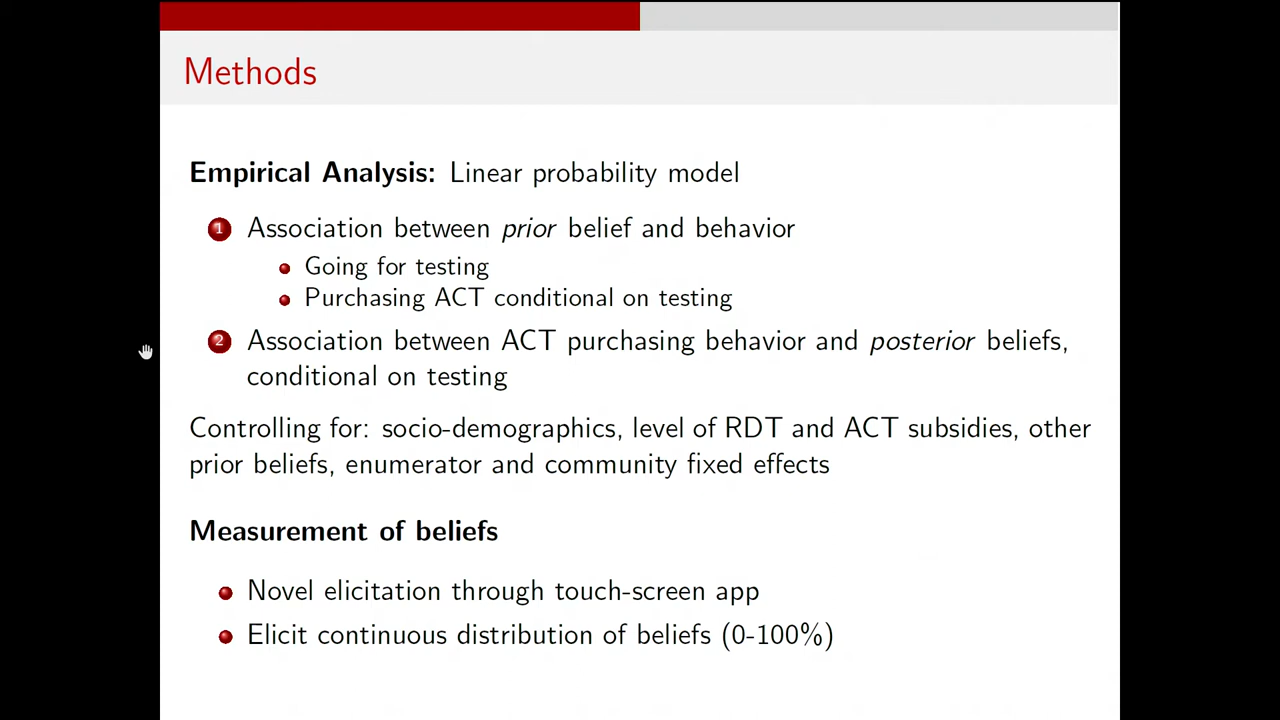 Methods
Empirical Analysis: Linear probability model
1 Association between prior belief and behavior
Going for testing
Purchasing ACT conditional on testing
2 Association between ACT purchasing behavior and posterior beliefs,
conditional on testing
Controlling for: socio-demographics, level of RDT and ACT subsidies, other
prior beliefs, enumerator and community fixed effects
Measurement of beliefs
Novel elicitation through touch-screen app
Elicit continuous distribution of beliefs (0-100%)